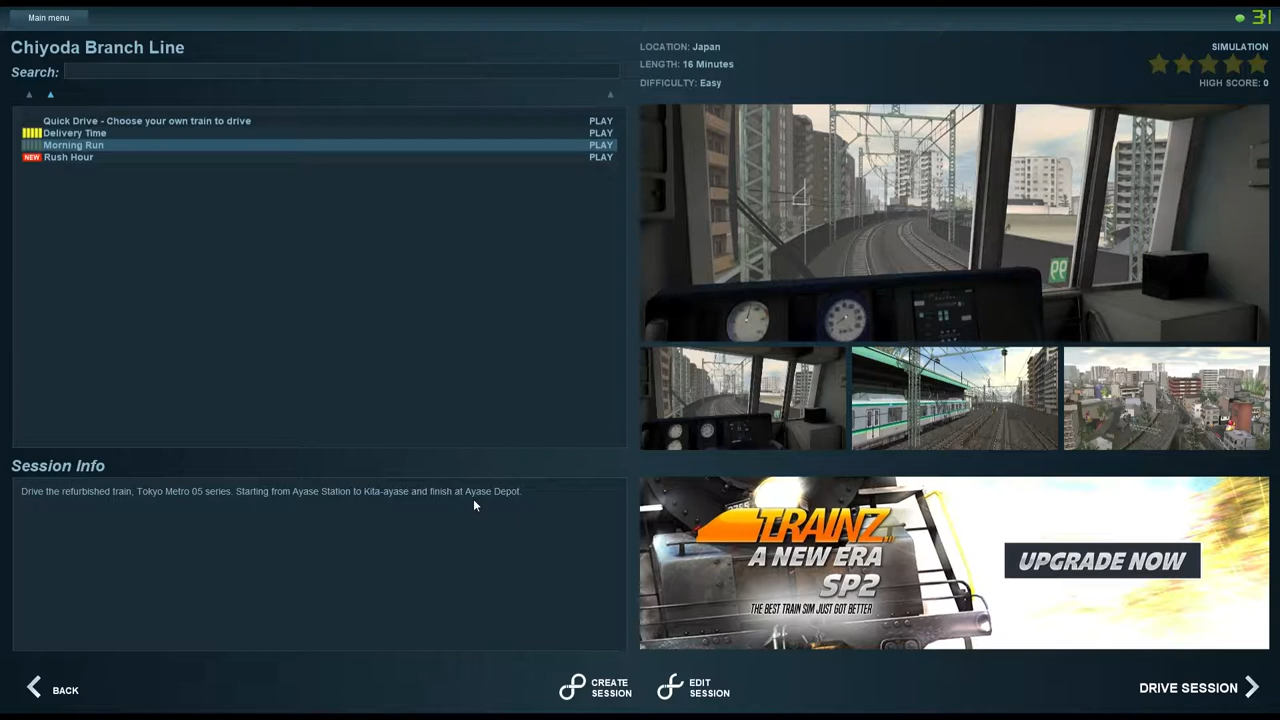 Main menu
31
Chiyoda Branch Line
Search:
Quick Drive - Choose your own train to drive PLAY
Delivery Time PLAY
Morning Run PLAY
NEW Rush Hour PLAY
Session Info
Drive the refurbished train, Tokyo Metro 05 series. Starting from Ayase Station to Kita-ayase and finish at Ayase Depot.
LOCATION: Japan
LENGTH: 16 Minutes
DIFFICULTY: Easy
SIMULATION
HIGH SCORE: 0
TRAINZ
A NEW ERA
SP2
THE BEST TRAIN SIM JUST GOT BETTER
UPGRADE NOW
BACK
CREATE SESSION
EDIT SESSION
DRIVE SESSION